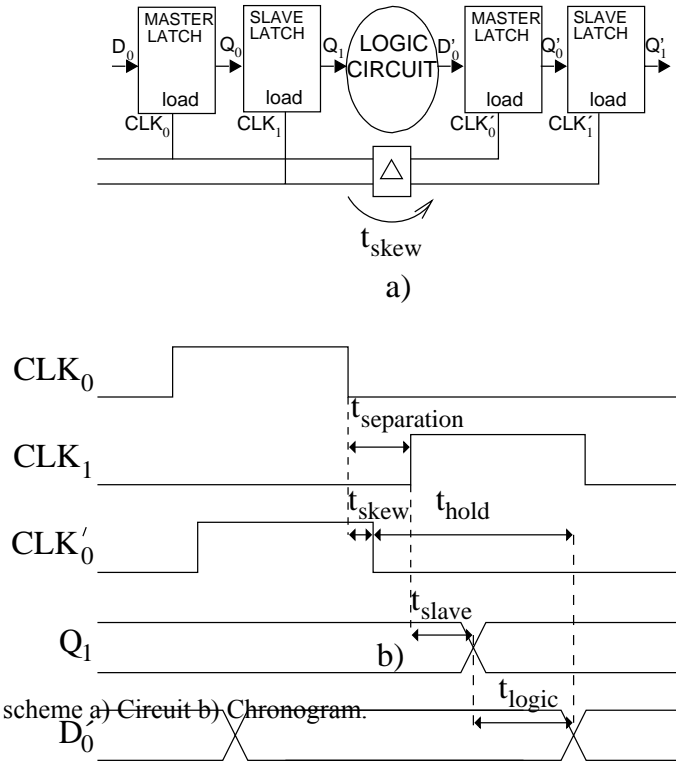 MASTER LATCH
SLAVE LATCH
LOGIC CIRCUIT
MASTER LATCH
SLAVE LATCH
D0 Q0 Q1 D'0 Q'0 Q'1
load load load load
CLK0 CLK1 CLK'0 CLK'1
△
tskew
a)
CLK0
tseparation
CLK1
tskew thold
CLK'0
tslave
Q1
b)
tlogic
scheme a) Circuit b) Chronogram.
D'0